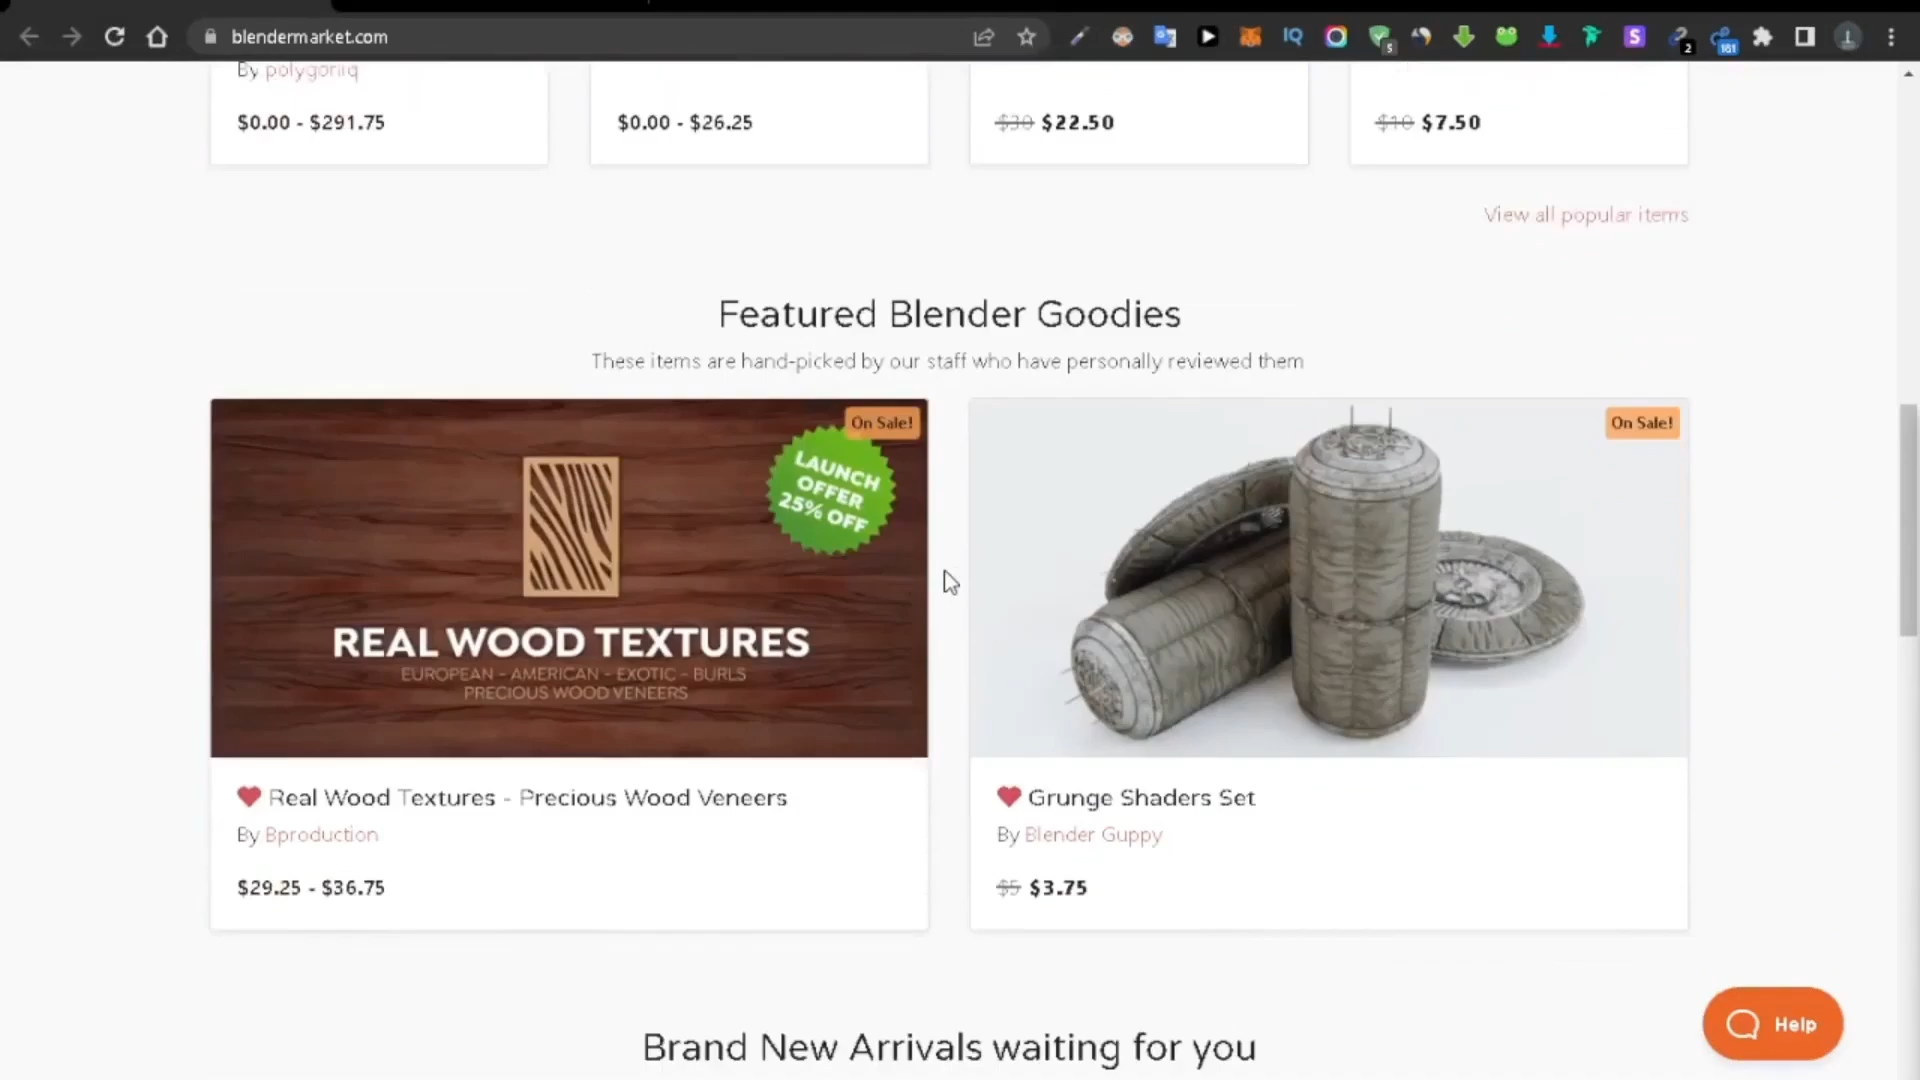 blendermarket.com
IQ
5
S
2
161
By polygoniq
$0.00 - $291.75
$0.00 - $26.25
$30 $22.50
$10 $7.50
View all popular items
Featured Blender Goodies
These items are hand-picked by our staff who have personally reviewed them
On Sale!
LAUNCH
OFFER
25% OFF
REAL WOOD TEXTURES
EUROPEAN - AMERICAN - EXOTIC - BURLS
PRECIOUS WOOD VENEERS
On Sale!
Real Wood Textures - Precious Wood Veneers
By Bproduction
$29.25 - $36.75
Grunge Shaders Set
By Blender Guppy
$5 $3.75
Brand New Arrivals waiting for you
Help